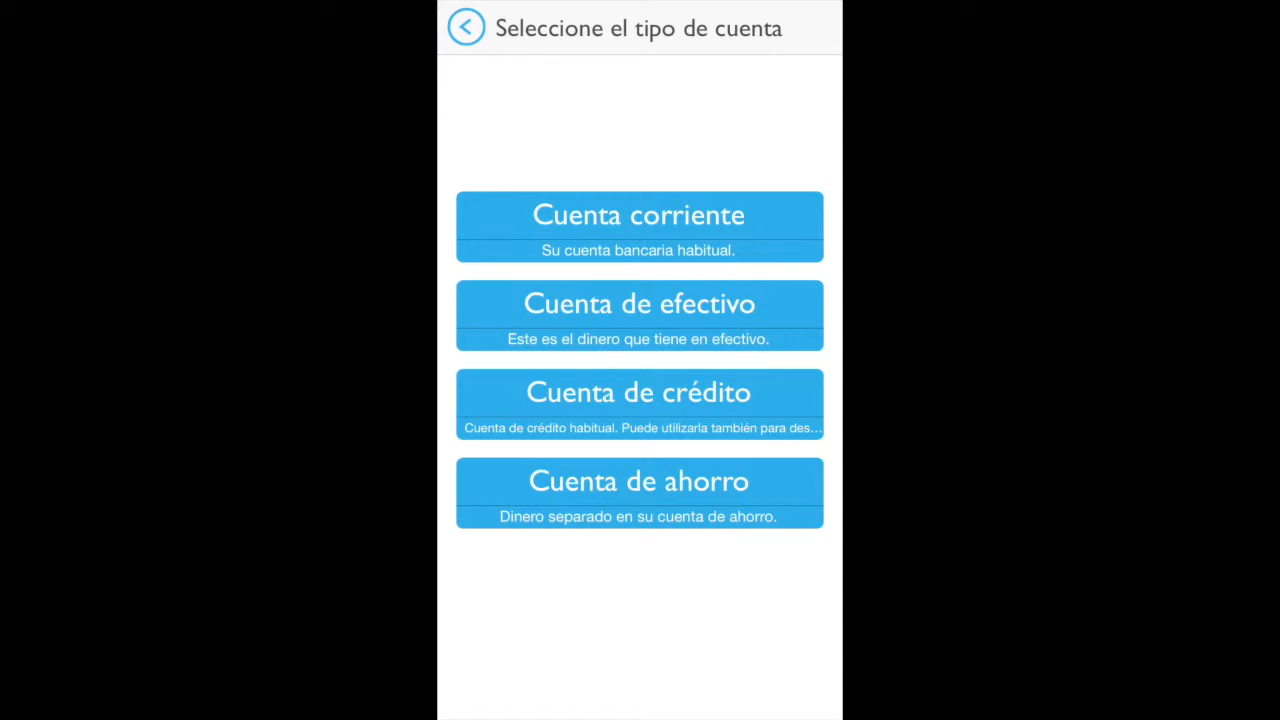 Seleccione el tipo de cuenta
Cuenta corriente
Su cuenta bancaria habitual.
Cuenta de efectivo
Este es el dinero que tiene en efectivo.
Cuenta de crédito
Cuenta de crédito habitual. Puede utilizarla también para des...
Cuenta de ahorro
Dinero separado en su cuenta de ahorro.